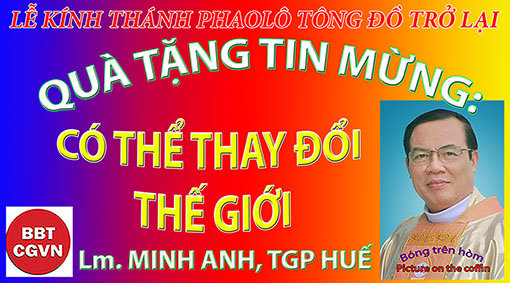 LỄ KÍNH THÁNH PHAOLÔ TÔNG ĐỒ TRỞ LẠI
QUÀ TẶNG TIN MỪNG:
CÓ THỂ THAY ĐỔI
THẾ GIỚI
BBT
CGVN
Lm. MINH ANH, TGP HUẾ
Bóng trên hòm
Picture on the coffin